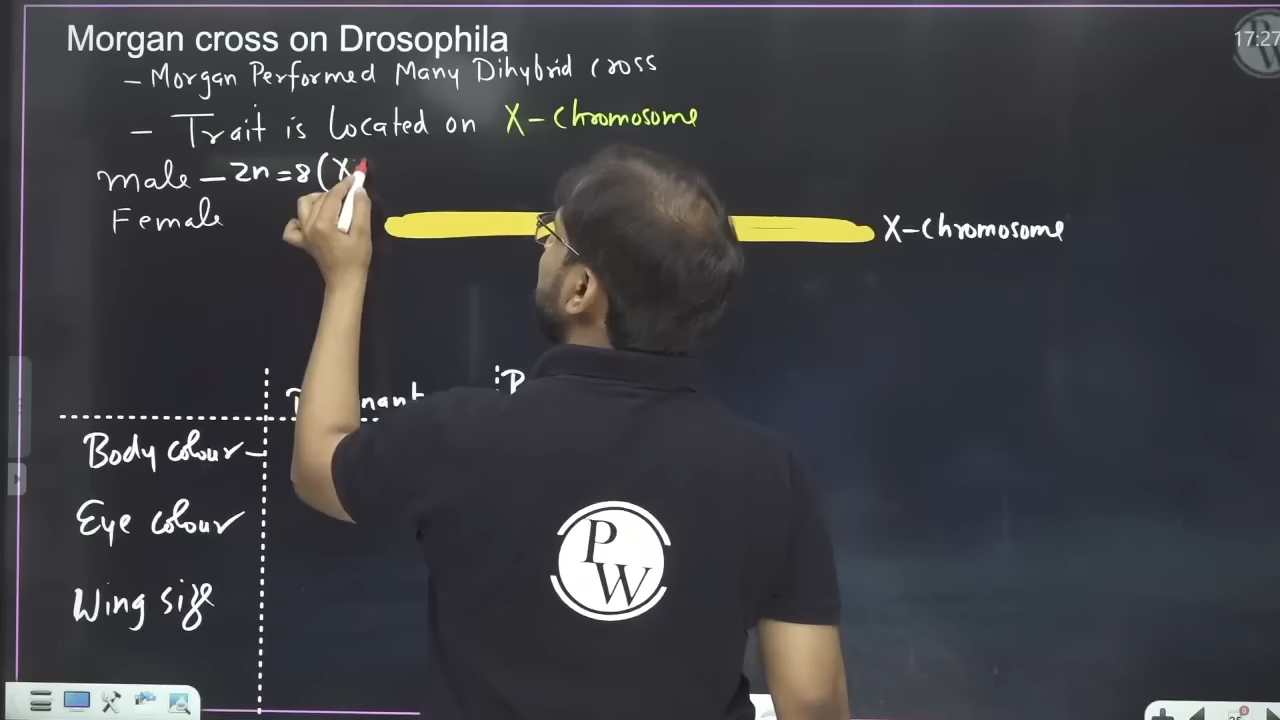 Morgan cross on Drosophila
17:27
- Morgan Performed Many Dihybrid cross
- Trait is Located on X-chromosome
Male - 2n = 8 (X
Female
X-chromosome
Body colour -
Eye colour
Wing size
PW